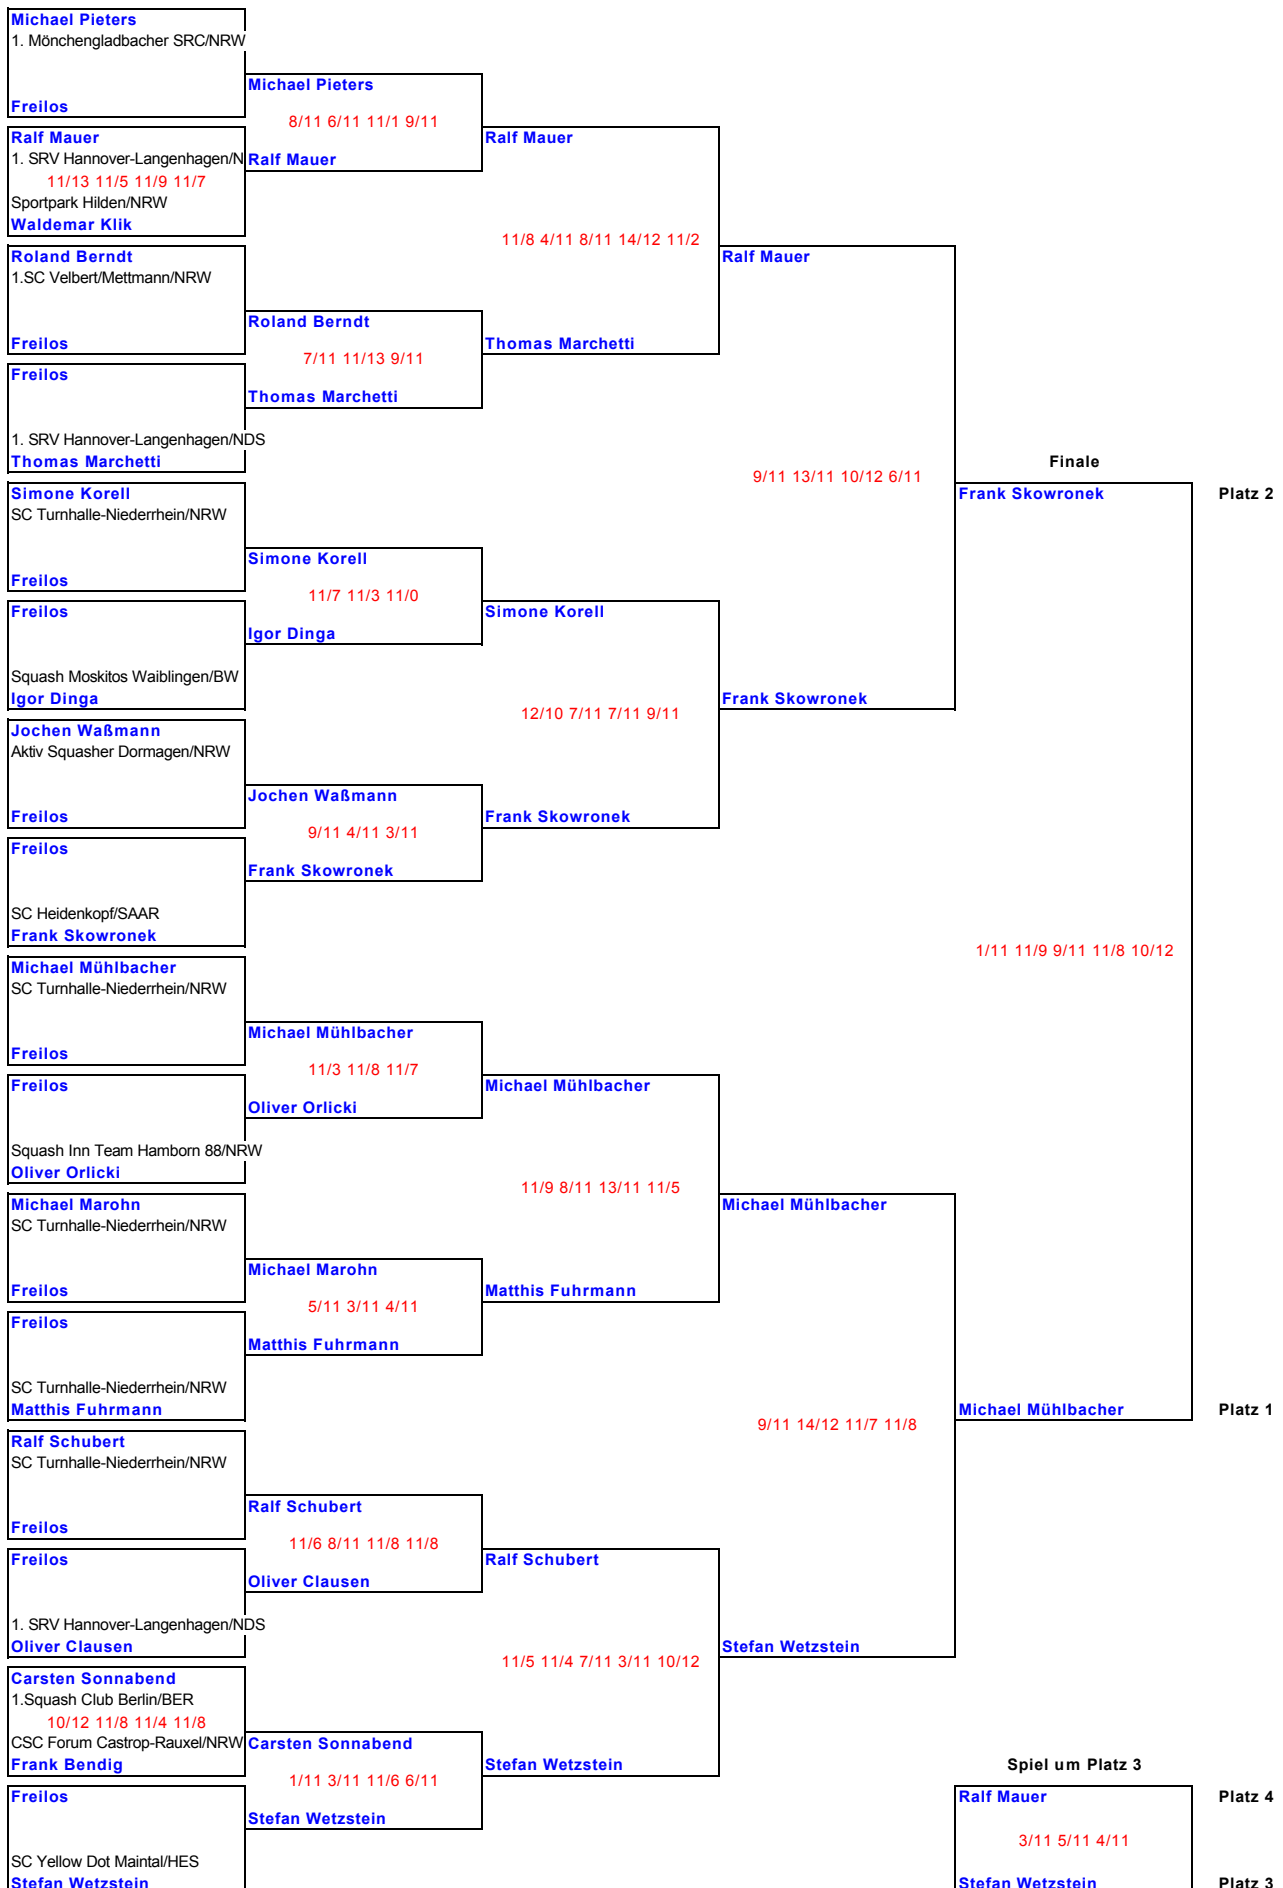 Michael Pieters
1. Mönchengladbacher SRC/NRW
Freilos
Ralf Mauer
1. SRV Hannover-Langenhagen/N
11/13 11/5 11/9 11/7
Sportpark Hilden/NRW
Waldemar Klik
Roland Berndt
1.SC Velbert/Mettmann/NRW
Freilos
Freilos
1. SRV Hannover-Langenhagen/NDS
Thomas Marchetti
Simone Korell
SC Turnhalle-Niederrhein/NRW
Freilos
Freilos
Squash Moskitos Waiblingen/BW
Igor Dinga
Jochen Waßmann
Aktiv Squasher Dormagen/NRW
Freilos
Freilos
SC Heidenkopf/SAAR
Frank Skowronek
Michael Mühlbacher
SC Turnhalle-Niederrhein/NRW
Freilos
Freilos
Squash Inn Team Hamborn 88/NRW
Oliver Orlicki
Michael Marohn
SC Turnhalle-Niederrhein/NRW
Freilos
Freilos
SC Turnhalle-Niederrhein/NRW
Matthis Fuhrmann
Ralf Schubert
SC Turnhalle-Niederrhein/NRW
Freilos
Freilos
1. SRV Hannover-Langenhagen/NDS
Oliver Clausen
Carsten Sonnabend
1.Squash Club Berlin/BER
10/12 11/8 11/4 11/8
CSC Forum Castrop-Rauxel/NRW
Frank Bendig
Freilos
SC Yellow Dot Maintal/HES
Stefan Wetzstein
Michael Pieters
8/11 6/11 11/1 9/11
Ralf Mauer
Roland Berndt
7/11 11/13 9/11
Thomas Marchetti
Simone Korell
11/7 11/3 11/0
Igor Dinga
Jochen Waßmann
9/11 4/11 3/11
Frank Skowronek
Michael Mühlbacher
11/3 11/8 11/7
Oliver Orlicki
Michael Marohn
5/11 3/11 4/11
Matthis Fuhrmann
Ralf Schubert
11/6 8/11 11/8 11/8
Oliver Clausen
Carsten Sonnabend
1/11 3/11 11/6 6/11
Stefan Wetzstein
Ralf Mauer
11/8 4/11 8/11 14/12 11/2
Thomas Marchetti
Simone Korell
12/10 7/11 7/11 9/11
Frank Skowronek
Michael Mühlbacher
11/9 8/11 13/11 11/5
Matthis Fuhrmann
Ralf Schubert
11/5 11/4 7/11 3/11 10/12
Stefan Wetzstein
Ralf Mauer
9/11 13/11 10/12 6/11
Frank Skowronek
Michael Mühlbacher
9/11 14/12 11/7 11/8
Stefan Wetzstein
Finale
Frank Skowronek
Platz 2
1/11 11/9 9/11 11/8 10/12
Michael Mühlbacher
Platz 1
Spiel um Platz 3
Ralf Mauer
Platz 4
3/11 5/11 4/11
Stefan Wetzstein
Platz 3